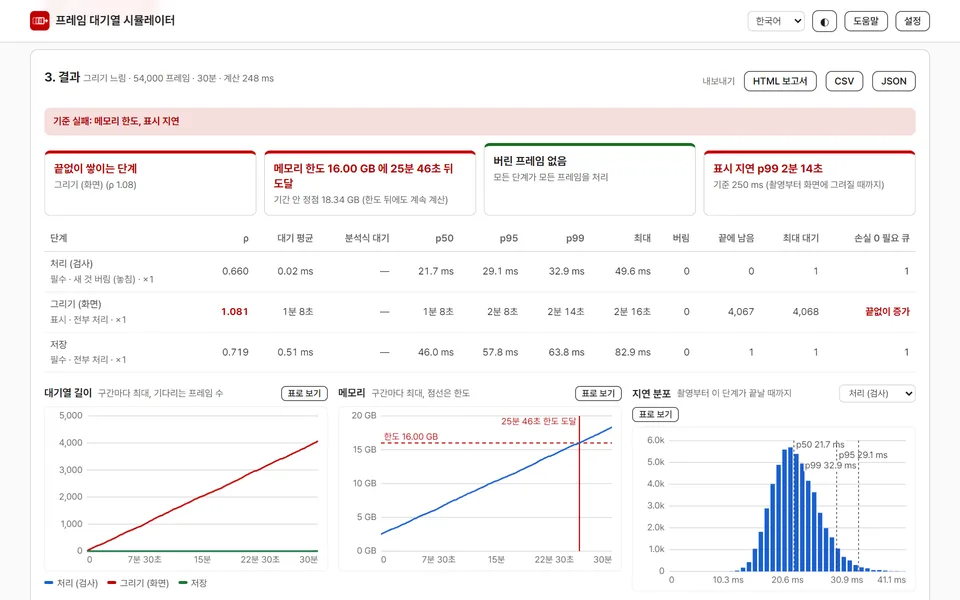 프레임 대기열 시뮬레이터
한국어
도움말
설정
3. 결과 그리기 느림 · 54,000 프레임 · 30분 · 계산 248 ms
내보내기
HTML 보고서
CSV
JSON
기준 실패: 메모리 한도, 표시 지연
끝없이 쌓이는 단계
그리기 (화면) (ρ 1.08)
메모리 한도 16.00 GB 에 25분 46초 뒤
도달
기간 안 정점 18.34 GB (한도 뒤에도 계속 계산)
버린 프레임 없음
모든 단계가 모든 프레임을 처리
표시 지연 p99 2분 14초
기준 250 ms (촬영부터 화면에 그려질 때까지)
단계 ρ 대기 평균 분석식 대기 p50 p95 p99 최대 버림 끝에 남음 최대 대기 손실 0 필요 큐
처리 (검사)
필수 · 새 것 버림 (놓침) · ×1
0.660 0.02 ms — 21.7 ms 29.1 ms 32.9 ms 49.6 ms 0 0 1 1
그리기 (화면)
표시 · 전부 처리 · ×1
1.081 1분 8초 — 1분 8초 2분 8초 2분 14초 2분 16초 0 4,067 4,068 끝없이 증가
저장
필수 · 전부 처리 · ×1
0.719 0.51 ms — 46.0 ms 57.8 ms 63.8 ms 82.9 ms 0 1 1 1
대기열 길이 구간마다 최대, 기다리는 프레임 수
표로 보기
5,000
4,000
3,000
2,000
1,000
0
0 7분 30초 15분 22분 30초 30분
처리 (검사) 그리기 (화면) 저장
메모리 구간마다 최대, 점선은 한도
표로 보기
25분 46초 한도 도달
한도 16.00 GB
20 GB
15 GB
10 GB
5 GB
0 GB
0 7분 30초 15분 22분 30초 30분
지연 분포 촬영부터 이 단계가 끝날 때까지
처리 (검사)
표로 보기
p50 21.7 ms
p95 29.1 ms
p99 32.9 ms
6.0k
5.0k
4.0k
3.0k
2.0k
1.0k
0
0 10.3 ms 20.6 ms 30.9 ms 41.1 ms